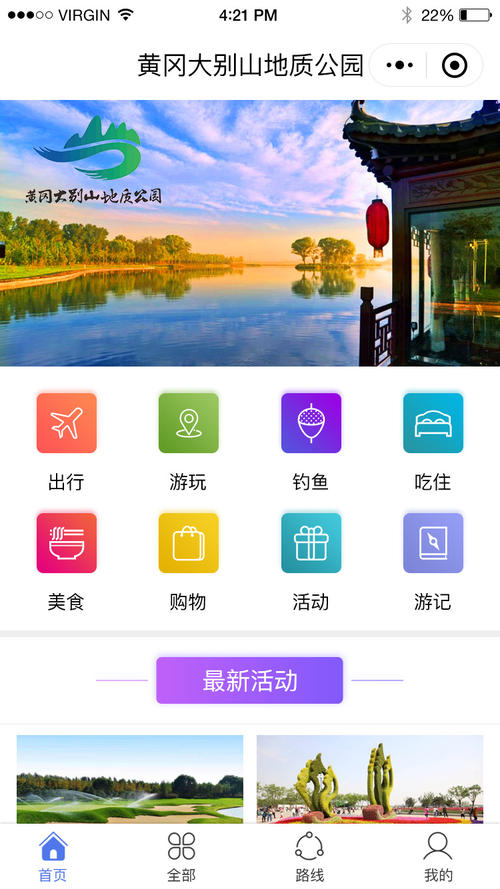 VIRGIN
4:21 PM
22%
黄冈大别山地质公园
黄冈大别山地质公园
出行
游玩
钓鱼
吃住
美食
购物
活动
游记
最新活动
首页
全部
路线
我的